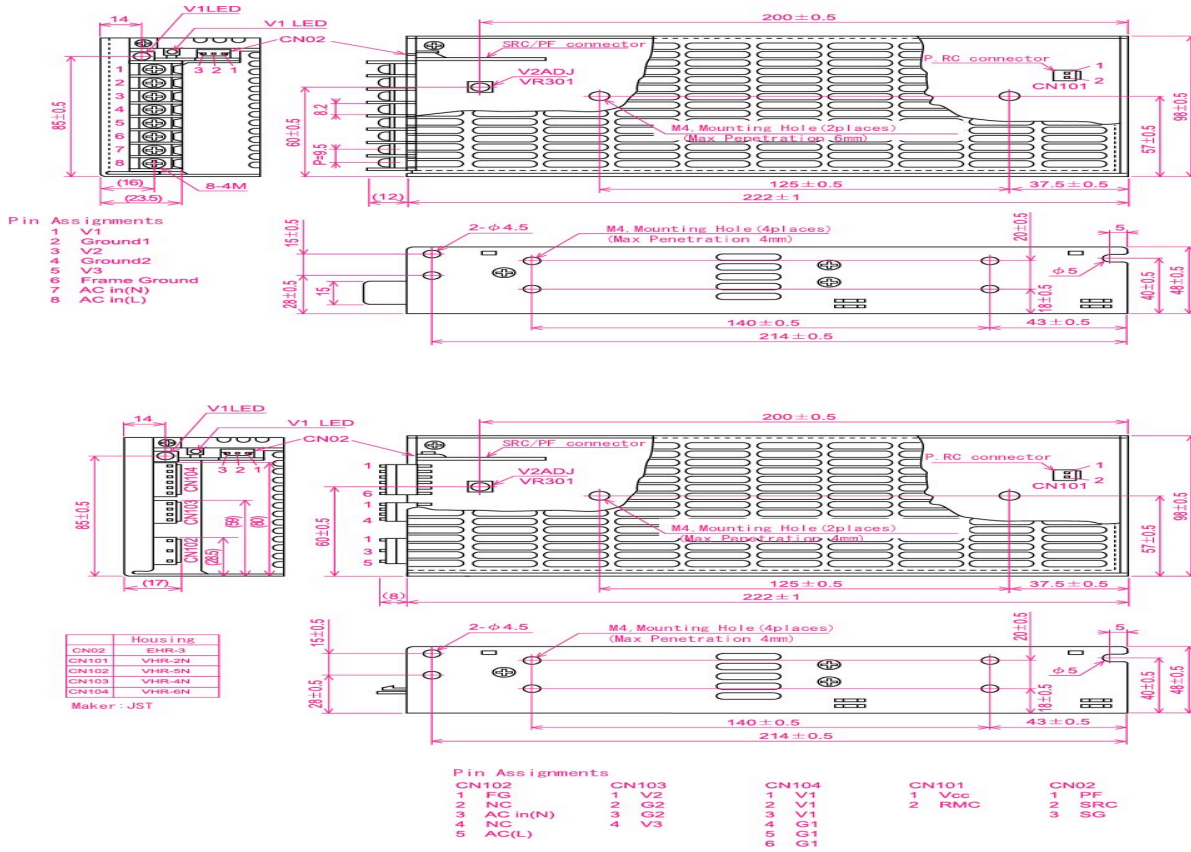 V1LED
14
V1 LED
CN02
3 2 1
1
2
3
4
5
6
7
8
85±0.5
(16)
8-4M
(23.5)
200±0.5
SRC/PF connector
V2ADJ
VR301
P.RC connector
1
2
CN101
60±0.5
8.2
P=9.5
M4,Mounting Hole(2places)
(Max Penetration 6mm)
57±0.5
98±0.5
(12)
125±0.5
37.5±0.5
222±1
Pin Assignments
1 V1
2 Ground1
3 V2
4 Ground2
5 V3
6 Frame Ground
7 AC in(N)
8 AC in(L)
15±0.5
28±0.5
15
2-φ4.5
M4,Mounting Hole(4places)
(Max Penetration 4mm)
20±0.5
5
φ5
18±0.5
40±0.5
48±0.5
140±0.5
43±0.5
214±0.5
V1LED
14
V1 LED
CN02
3 2 1
CN104
CN103
CN102
(59)
(80)
(28.5)
85±0.5
(17)
200±0.5
SRC/PF connector
V2ADJ
VR301
P.RC connector
1
2
CN101
1
6
1
4
1
3
5
60±0.5
M4,Mounting Hole(2places)
(Max Penetration 4mm)
57±0.5
98±0.5
(8)
125±0.5
37.5±0.5
222±1
Housing
CN02 EHR-3
CN101 VHR-2N
CN102 VHR-5N
CN103 VHR-4N
CN104 VHR-6N
Maker:JST
15±0.5
28±0.5
2-φ4.5
M4,Mounting Hole(4places)
(Max Penetration 4mm)
20±0.5
5
φ5
18±0.5
40±0.5
48±0.5
140±0.5
43±0.5
214±0.5
Pin Assignments
CN102 CN103 CN104 CN101 CN02
1 FG 1 V2 1 V1 1 Vcc 1 PF
2 NC 2 G2 2 V1 2 RMC 2 SRC
3 AC in(N) 3 G2 3 V1 3 SG
4 NC 4 V3 4 G1
5 AC(L) 5 G1
6 G1